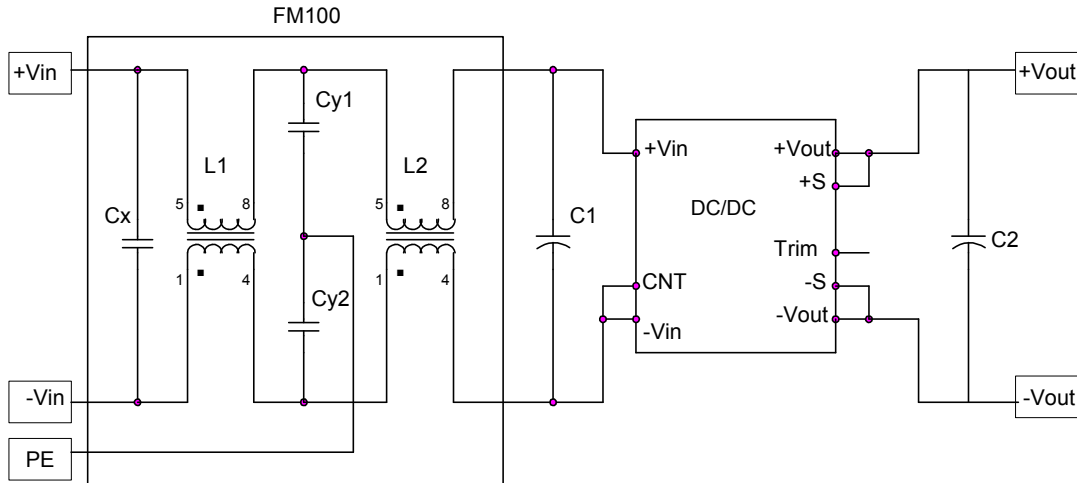 FM100
+Vin
Cy1
+Vout
L1
L2
+Vin
+Vout
+S
5
8
5
8
DC/DC
Cx
C1
C2
Trim
1
4
1
4
CNT
-S
Cy2
-Vin
-Vout
-Vin
-Vout
PE